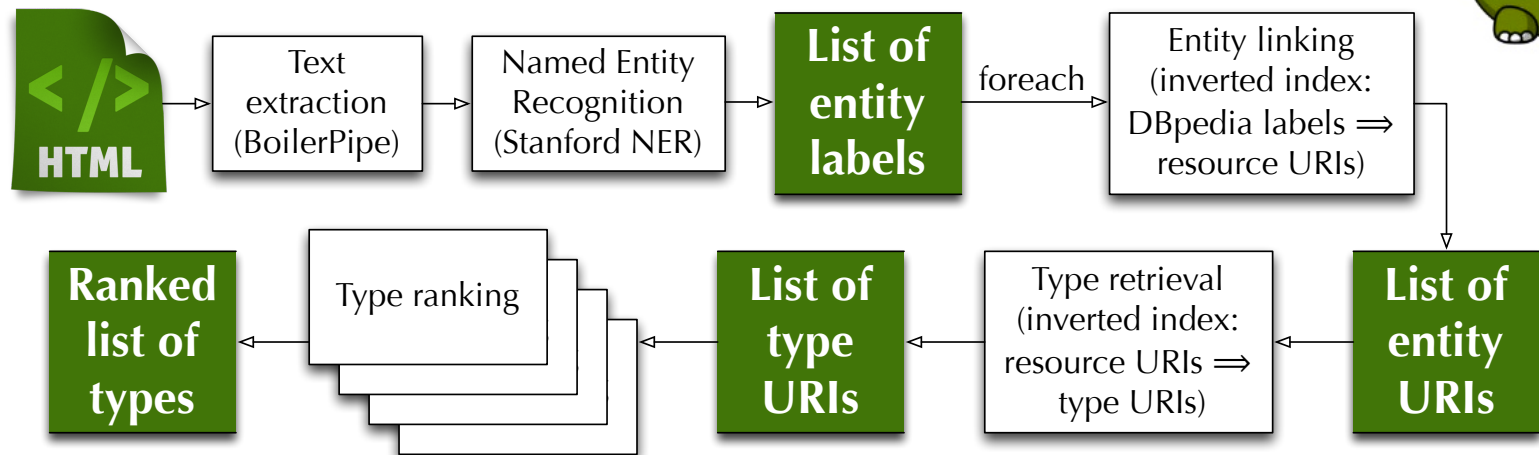 </>
HTML
Text
extraction
(BoilerPipe)
Named Entity
Recognition
(Stanford NER)
List of
entity
labels
foreach
Entity linking
(inverted index:
DBpedia labels ⟹
resource URIs)
Ranked
list of
types
Type ranking
List of
type
URIs
Type retrieval
(inverted index:
resource URIs ⟹
type URIs)
List of
entity
URIs